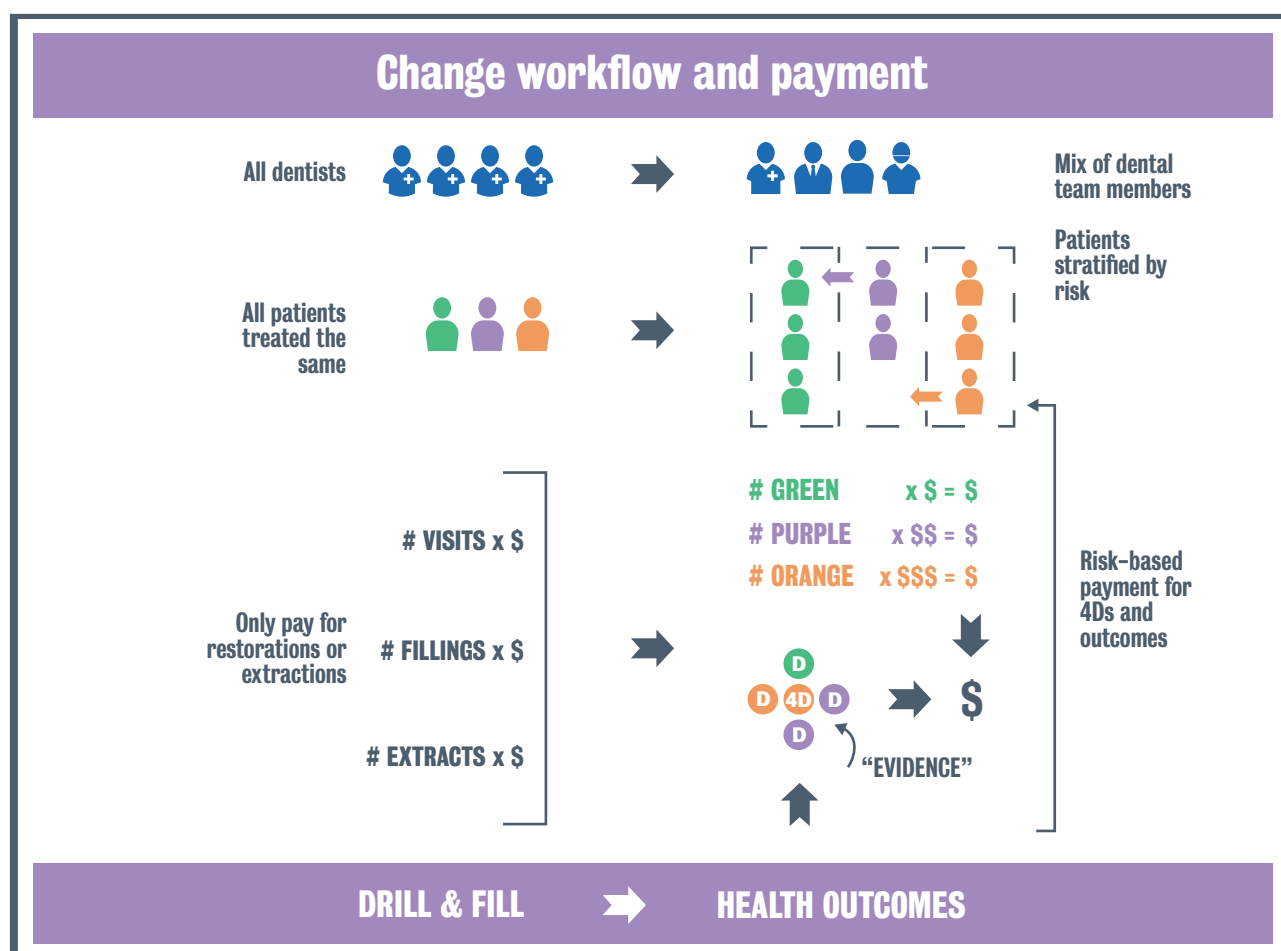 Change workflow and payment
All dentists
Mix of dental
team members
All patients
treated the
same
Patients
stratified by
risk
Only pay for
restorations or
extractions
# VISITS x $
# FILLINGS x $
# EXTRACTS x $
# GREEN x $ = $
# PURPLE x $$ = $
# ORANGE x $$$ = $
D
D 4D D
D
$
“EVIDENCE”
Risk-based
payment for
4Ds and
outcomes
DRILL & FILL
HEALTH OUTCOMES